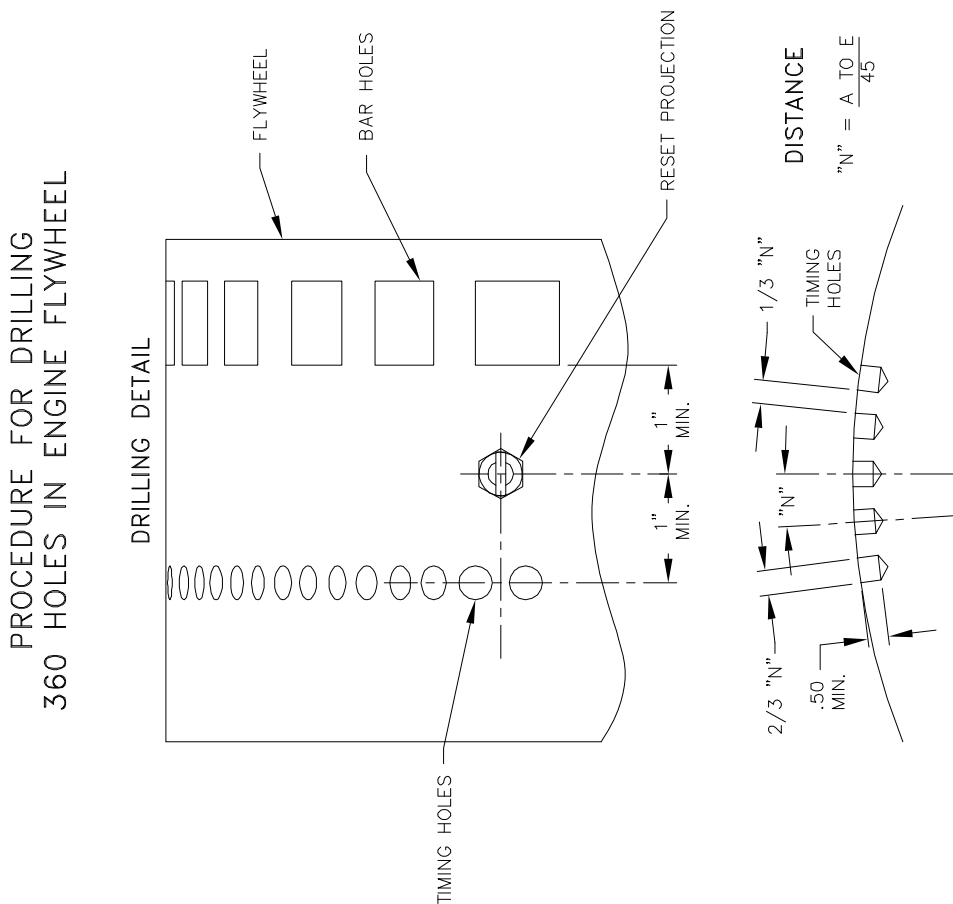 PROCEDURE FOR DRILLING
360 HOLES IN ENGINE FLYWHEEL
DRILLING DETAIL
FLYWHEEL
BAR HOLES
RESET PROJECTION
TIMING HOLES
1"
MIN.
1"
MIN.
DISTANCE
"N" = A TO E
45
1/3 "N"
TIMING
HOLES
"N"
2/3 "N"
.50
MIN.